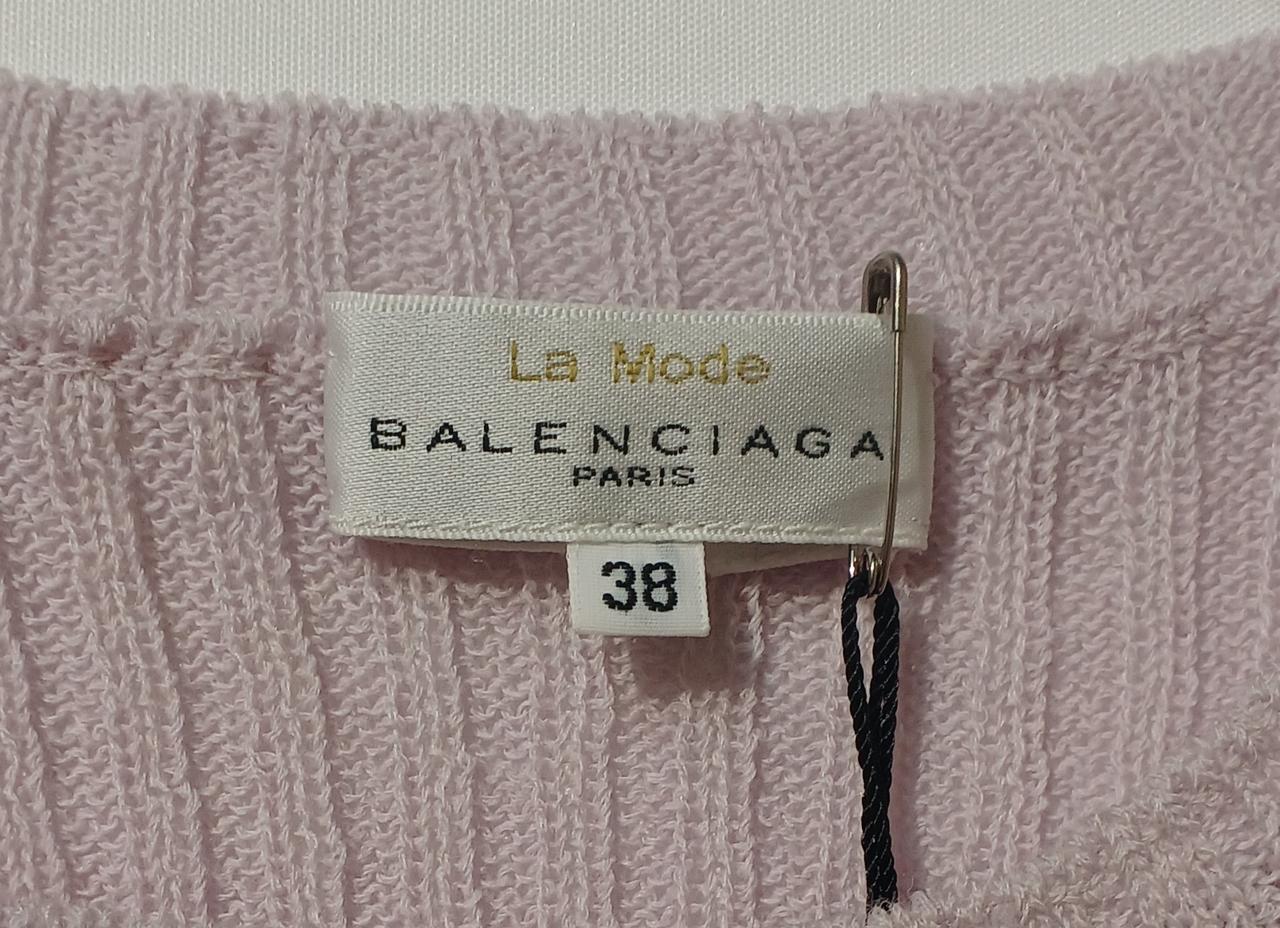 La Mode
BALENCIAGA
PARIS
38